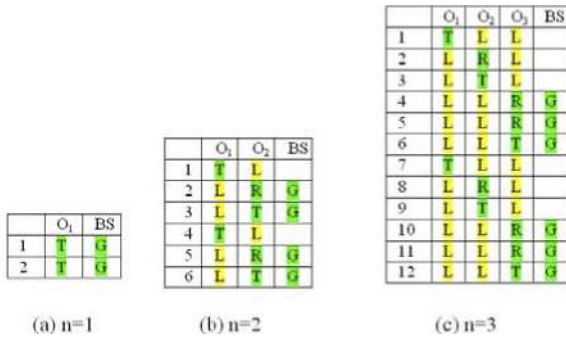 O₁ BS
1 T G
2 T G
(a) n=1
O₁ O₂ BS
1 T L
2 L R G
3 L T G
4 T L
5 L R G
6 L T G
(b) n=2
O₁ O₂ O₃ BS
1 T L L
2 L R L
3 L T L
4 L L R G
5 L L R G
6 L L T G
7 T L L
8 L R L
9 L T L
10 L L R G
11 L L R G
12 L L T G
(c) n=3